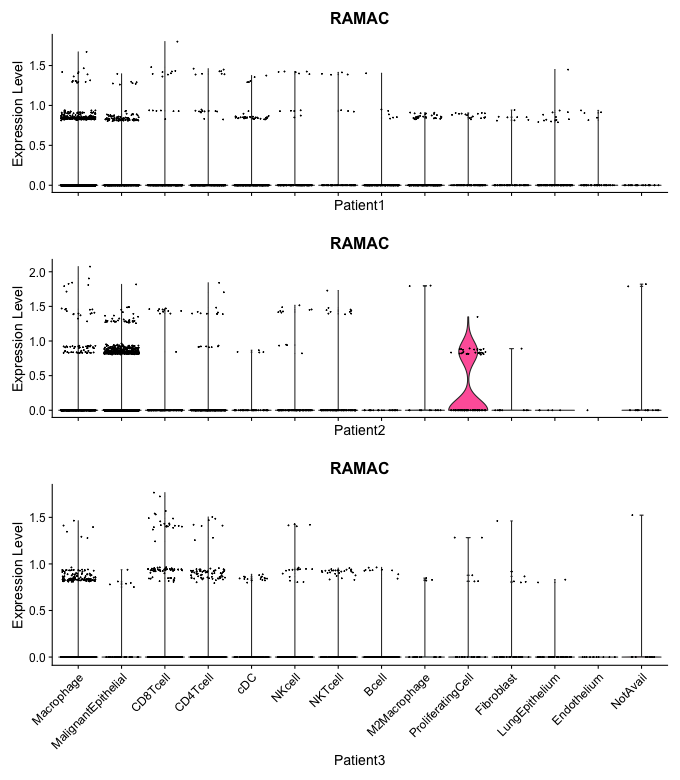 RAMAC
Expression Level
1.5
1.0
0.5
0.0
Patient1
RAMAC
Expression Level
2.0
1.5
1.0
0.5
0.0
Patient2
RAMAC
Expression Level
1.5
1.0
0.5
0.0
Macrophage
MalignantEpithelial
CD8Tcell
CD4Tcell
cDC
NKcell
NKTcell
Bcell
M2Macrophage
ProliferatingCell
Fibroblast
LungEpithelium
Endothelium
NotAvail
Patient3